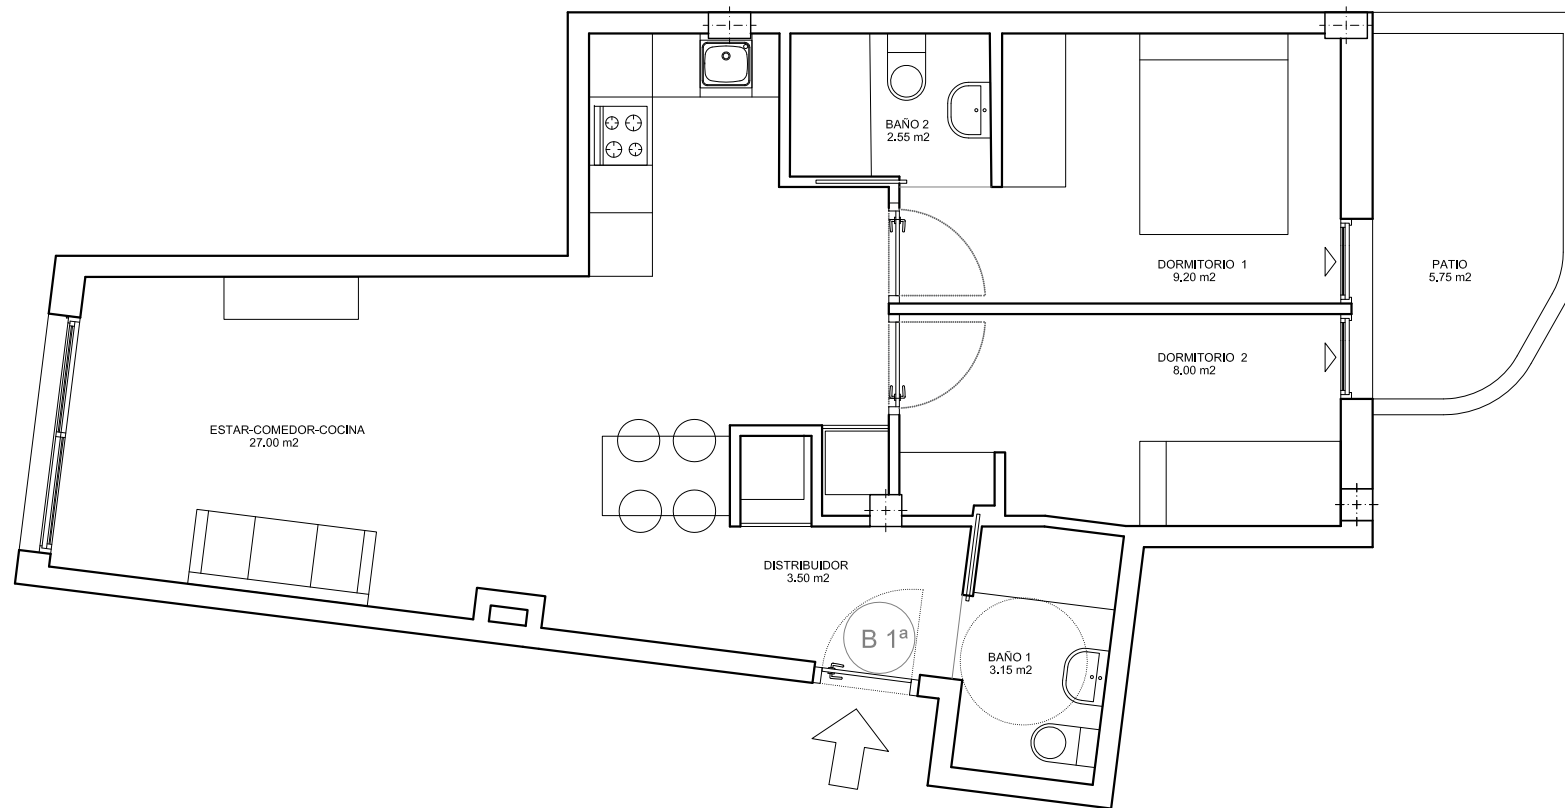 BAÑO 2
2.55 m2
DORMITORIO 1
9.20 m2
PATIO
5.75 m2
DORMITORIO 2
8.00 m2
ESTAR-COMEDOR-COCINA
27.00 m2
DISTRIBUIDOR
3.50 m2
B 1ª
BAÑO 1
3.15 m2